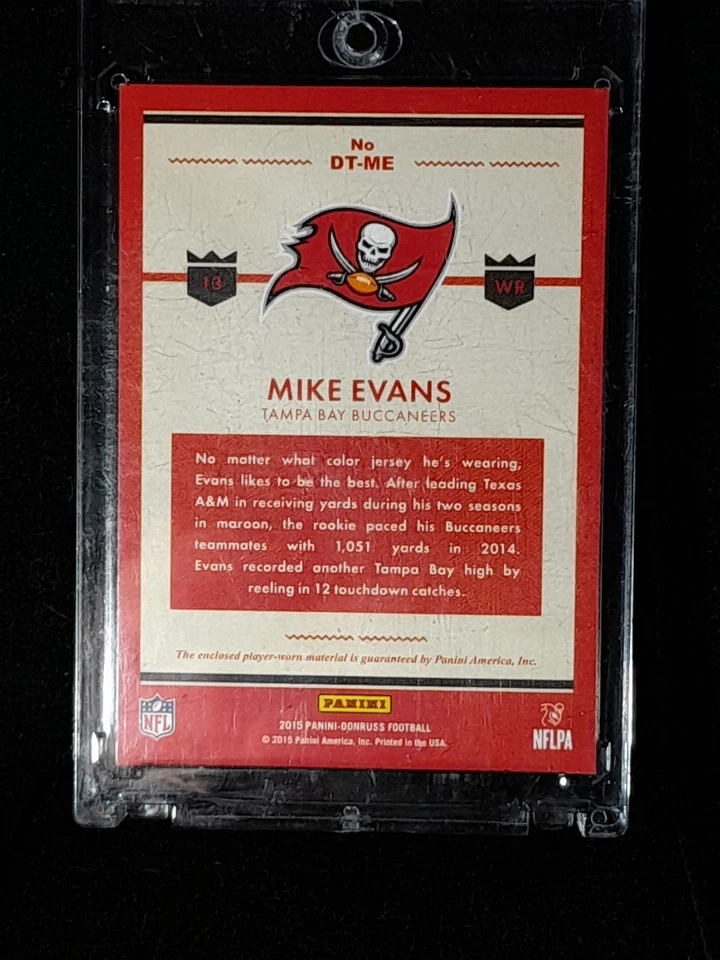 No
DT-ME
13
WR
MIKE EVANS
TAMPA BAY BUCCANEERS
No matter what color jersey he's wearing,
Evans likes to be the best. After leading Texas
A&M in receiving yards during his two seasons
in maroon, the rookie paced his Buccaneers
teammates with 1,051 yards in 2014.
Evans recorded another Tampa Bay high by
reeling in 12 touchdown catches.
The enclosed player-worn material is guaranteed by Panini America, Inc.
PANINI
NFL
2015 PANINI-DONRUSS FOOTBALL
© 2015 Panini America, Inc. Printed in the USA.
NFLPA